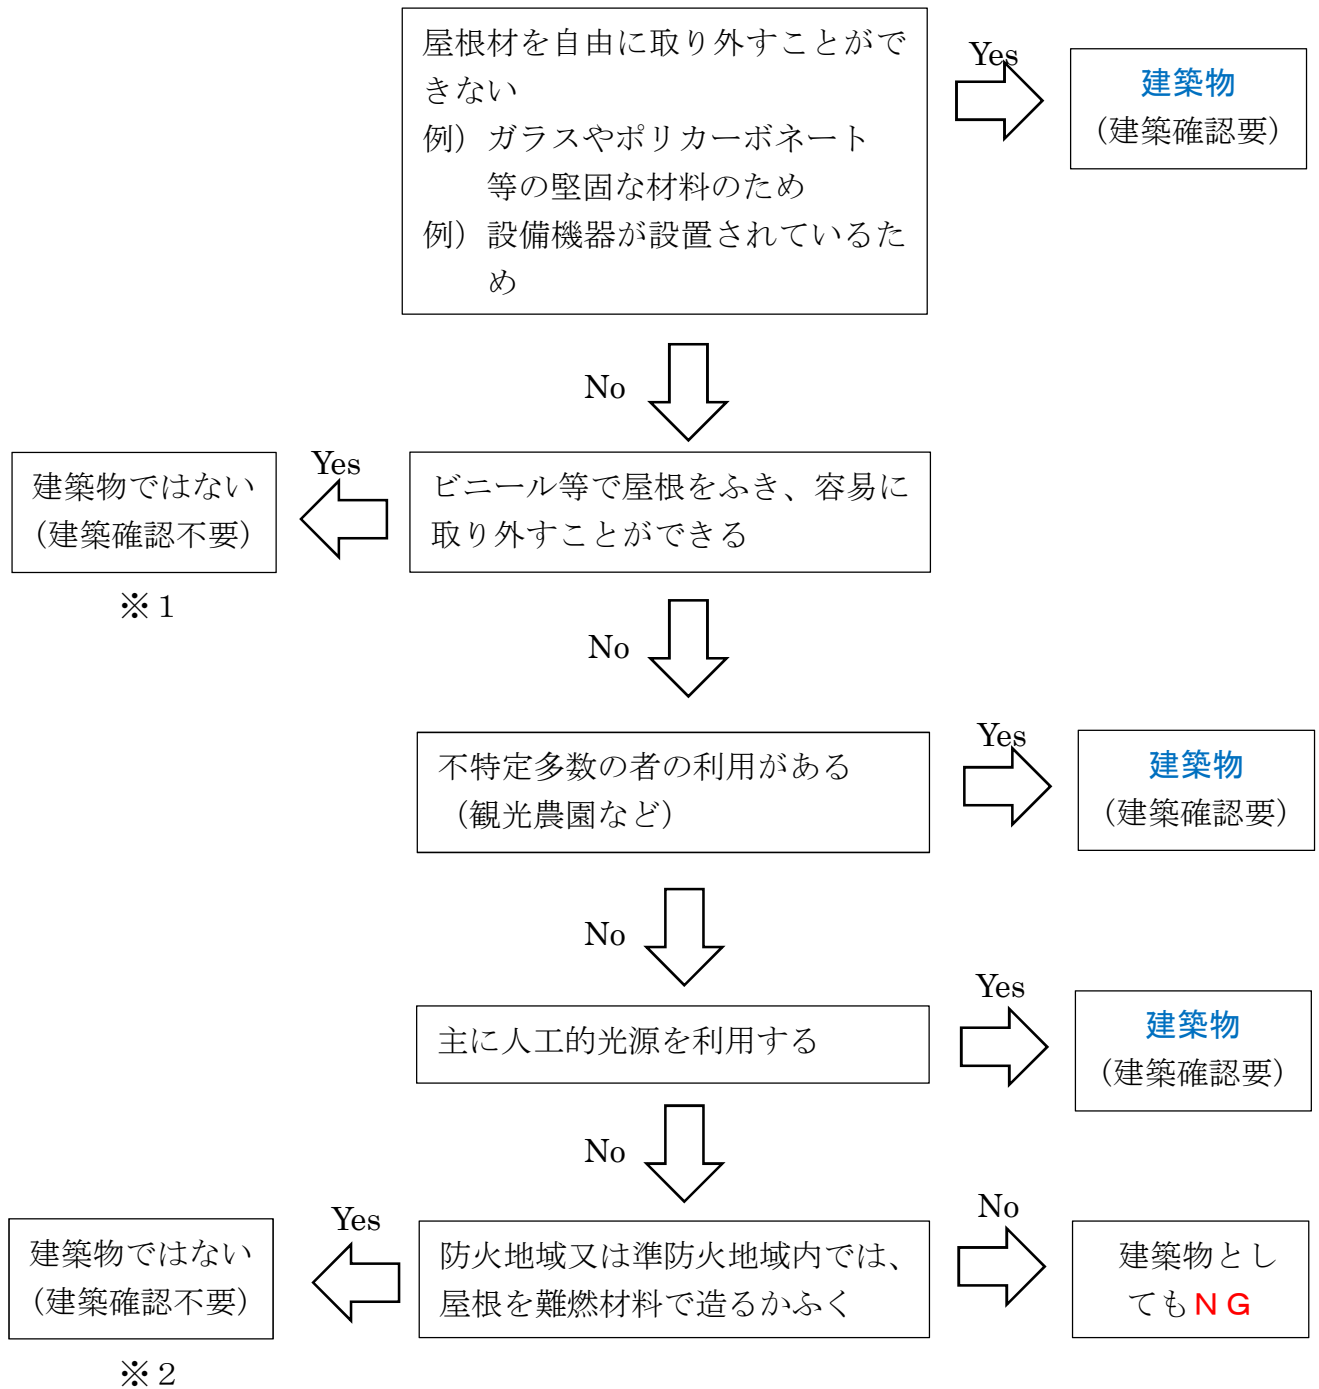 屋根材を自由に取り外すことがで
きない
例）ガラスやポリカーボネート
等の堅固な材料のため
例）設備機器が設置されているた
め
Yes
建築物
（建築確認要）
No
ビニール等で屋根をふき、容易に
取り外すことができる
Yes
建築物ではない
（建築確認不要）
※１
No
不特定多数の者の利用がある
（観光農園など）
Yes
建築物
（建築確認要）
No
主に人工的光源を利用する
Yes
建築物
（建築確認要）
No
防火地域又は準防火地域内では、
屋根を難燃材料で造るかふく
Yes
建築物ではない
（建築確認不要）
※２
No
建築物とし
てもＮＧ